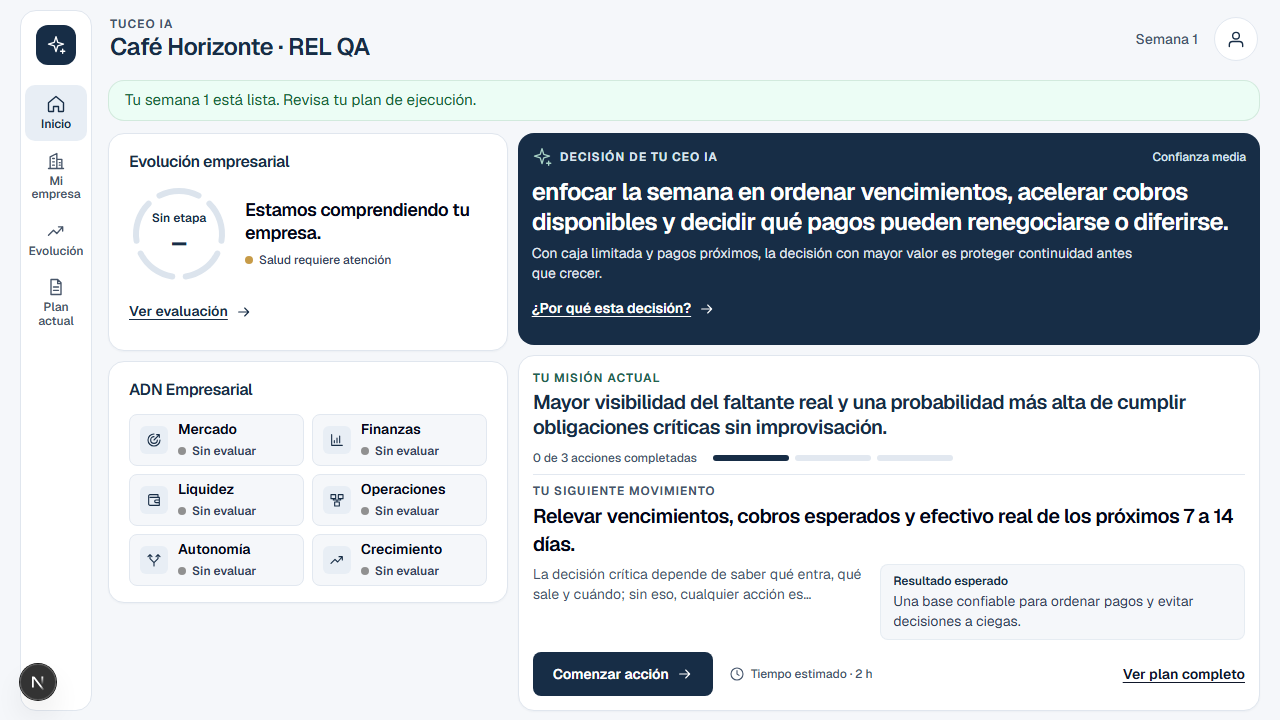 TUCEO IA
Café Horizonte · REL QA
Semana 1
Inicio
Mi
empresa
Evolución
Plan
actual
Tu semana 1 está lista. Revisa tu plan de ejecución.
Evolución empresarial
Sin etapa
–
Estamos comprendiendo tu
empresa.
Salud requiere atención
Ver evaluación →
DECISIÓN DE TU CEO IA
Confianza media
enfocar la semana en ordenar vencimientos, acelerar cobros
disponibles y decidir qué pagos pueden renegociarse o diferirse.
Con caja limitada y pagos próximos, la decisión con mayor valor es proteger continuidad antes
que crecer.
¿Por qué esta decisión? →
ADN Empresarial
Mercado
Sin evaluar
Finanzas
Sin evaluar
Liquidez
Sin evaluar
Operaciones
Sin evaluar
Autonomía
Sin evaluar
Crecimiento
Sin evaluar
TU MISIÓN ACTUAL
Mayor visibilidad del faltante real y una probabilidad más alta de cumplir
obligaciones críticas sin improvisación.
0 de 3 acciones completadas
TU SIGUIENTE MOVIMIENTO
Relevar vencimientos, cobros esperados y efectivo real de los próximos 7 a 14
días.
La decisión crítica depende de saber qué entra, qué
sale y cuándo; sin eso, cualquier acción es…
Resultado esperado
Una base confiable para ordenar pagos y evitar
decisiones a ciegas.
Comenzar acción →
Tiempo estimado · 2 h
Ver plan completo
N